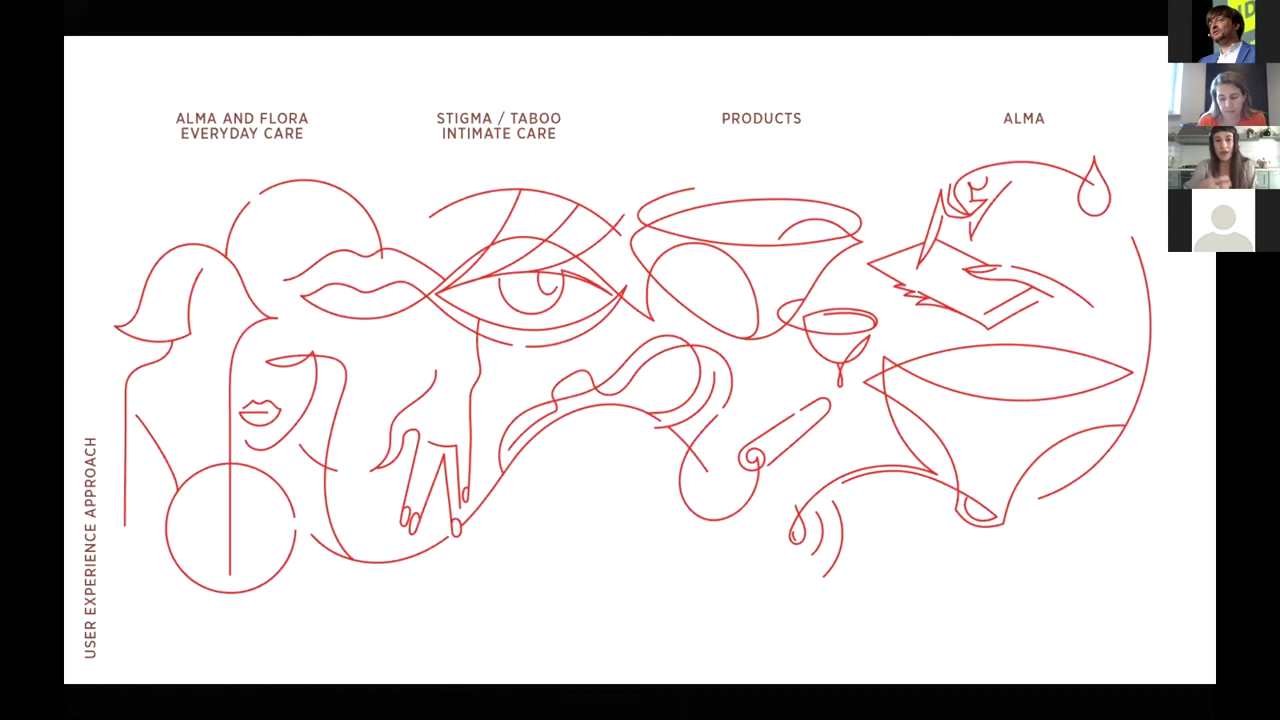 ALMA AND FLORA
EVERYDAY CARE
STIGMA / TABOO
INTIMATE CARE
PRODUCTS
ALMA
USER EXPERIENCE APPROACH